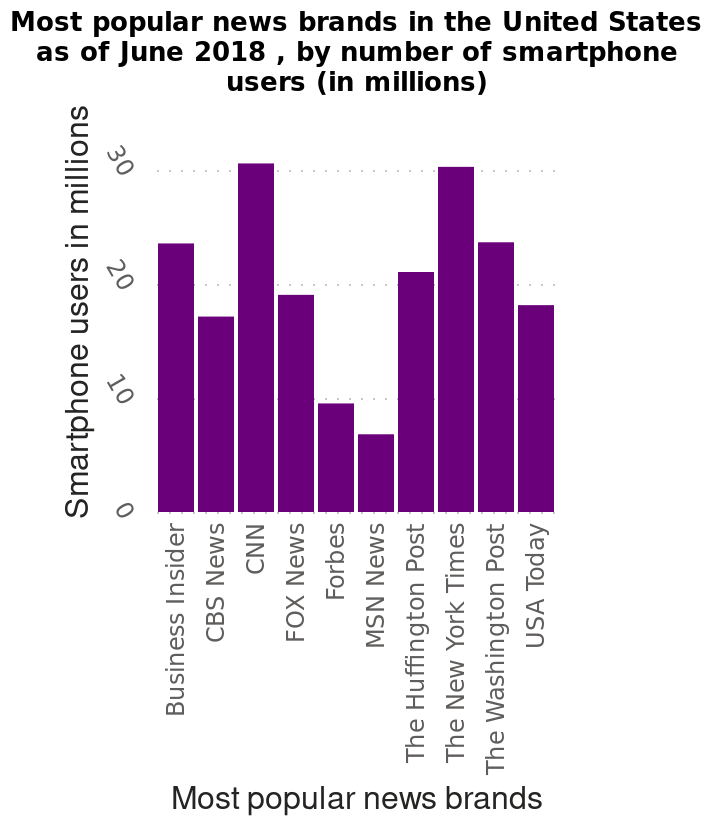 Most popular news brands in the United States
as of June 2018 , by number of smartphone
users (in millions)
Smartphone users in millions
30
20
10
0
Business Insider
CBS News
CNN
FOX News
Forbes
MSN News
The Huffington Post
The New York Times
The Washington Post
USA Today
Most popular news brands